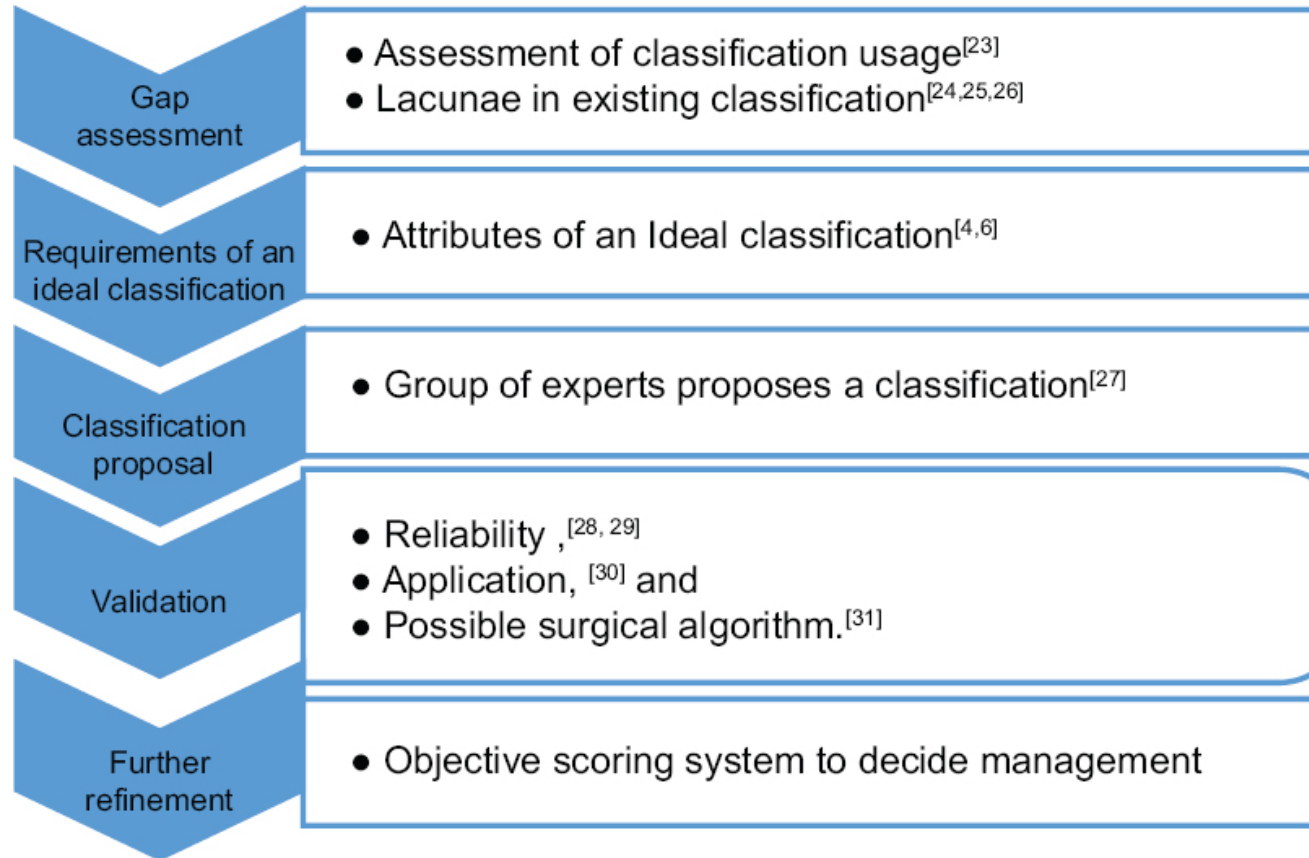 Gap
assessment
● Assessment of classification usage[23]
● Lacunae in existing classification[24,25,26]
Requirements of an
ideal classification
● Attributes of an Ideal classification[4,6]
Classification
proposal
● Group of experts proposes a classification[27]
Validation
● Reliability ,[28, 29]
● Application, [30] and
● Possible surgical algorithm.[31]
Further
refinement
● Objective scoring system to decide management